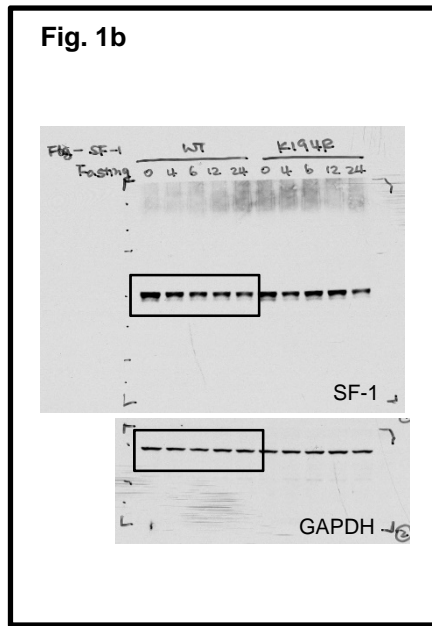 Fig. 1b
Flag- SF-1 WT K194R
Fasting 0 4 6 12 24 0 4 6 12 24
SF-1
GAPDH
②